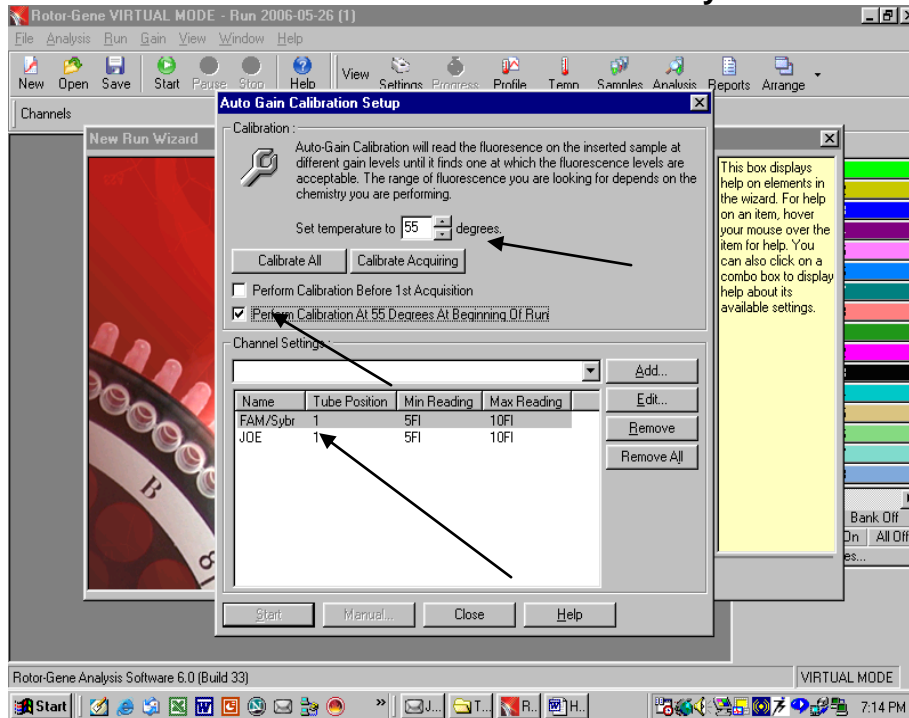 Rotor-Gene VIRTUAL MODE - Run 2006-05-26 (1)
File Analysis Run Gain View Window Help
New Open Save Start Pause Stop Help View Settings Progress Profile Temp Samples Analysis Reports Arrange
Channels
New Run Wizard
Auto Gain Calibration Setup
Calibration :
Auto-Gain Calibration will read the fluoresence on the inserted sample at
different gain levels until it finds one at which the fluorescence levels are
acceptable. The range of fluorescence you are looking for depends on the
chemistry you are performing.
Set temperature to 55 degrees.
Calibrate All Calibrate Acquiring
Perform Calibration Before 1st Acquisition
Perform Calibration At 55 Degrees At Beginning Of Run
Channel Settings :
Name Tube Position Min Reading Max Reading
FAM/Sybr 1 5Fl 10Fl
JOE 1 5Fl 10Fl
Add...
Edit...
Remove
Remove All
Start Manual... Close Help
This box displays
help on elements in
the wizard. For help
on an item, hover
your mouse over the
item for help. You
can also click on a
combo box to display
help about its
available settings.
Bank Off
On All Off
B
Rotor-Gene Analysis Software 6.0 (Build 33) VIRTUAL MODE
Start J... T... R.. H.. 7:14 PM